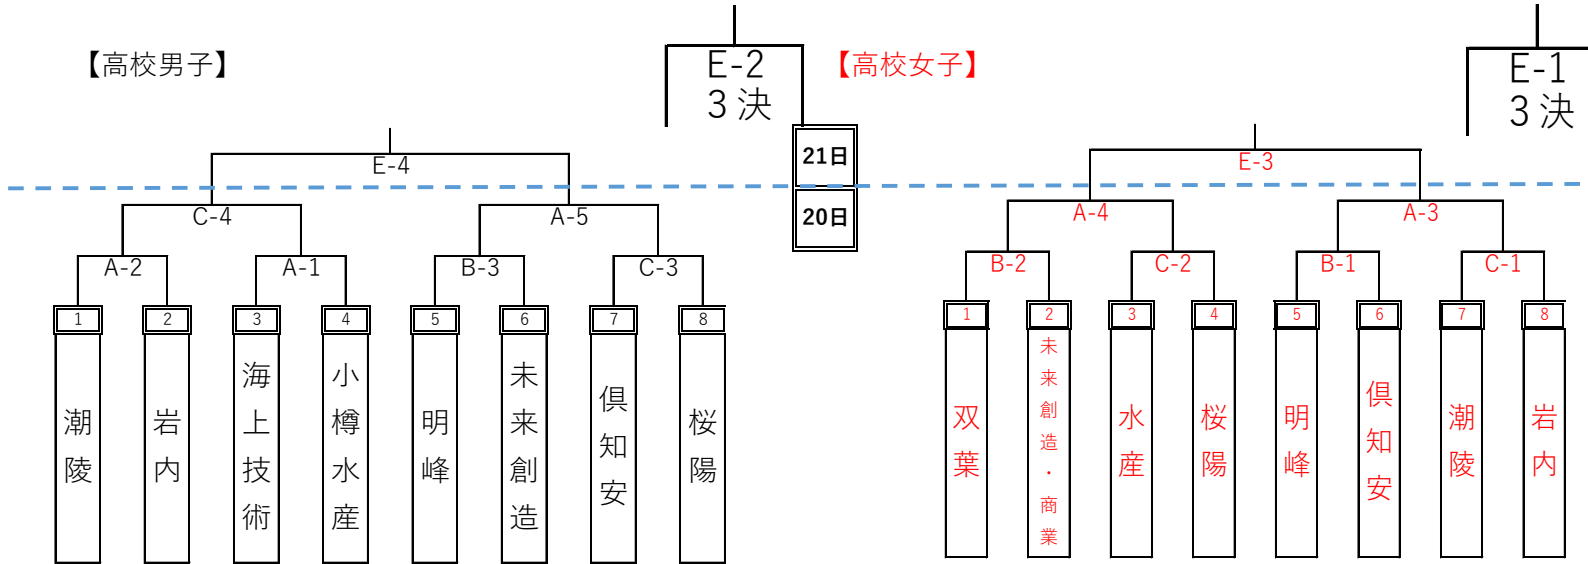 【高校男子】
E-2
3決
【高校女子】
E-1
3決
21日
20日
E-4
C-4
A-5
A-2
A-1
B-3
C-3
1
2
3
4
5
6
7
8
潮陵
岩内
海上技術
小樽水産
明峰
未来創造
倶知安
桜陽
E-3
A-4
A-3
B-2
C-2
B-1
C-1
1
2
3
4
5
6
7
8
双葉
未来創造・商業
水産
桜陽
明峰
倶知安
潮陵
岩内